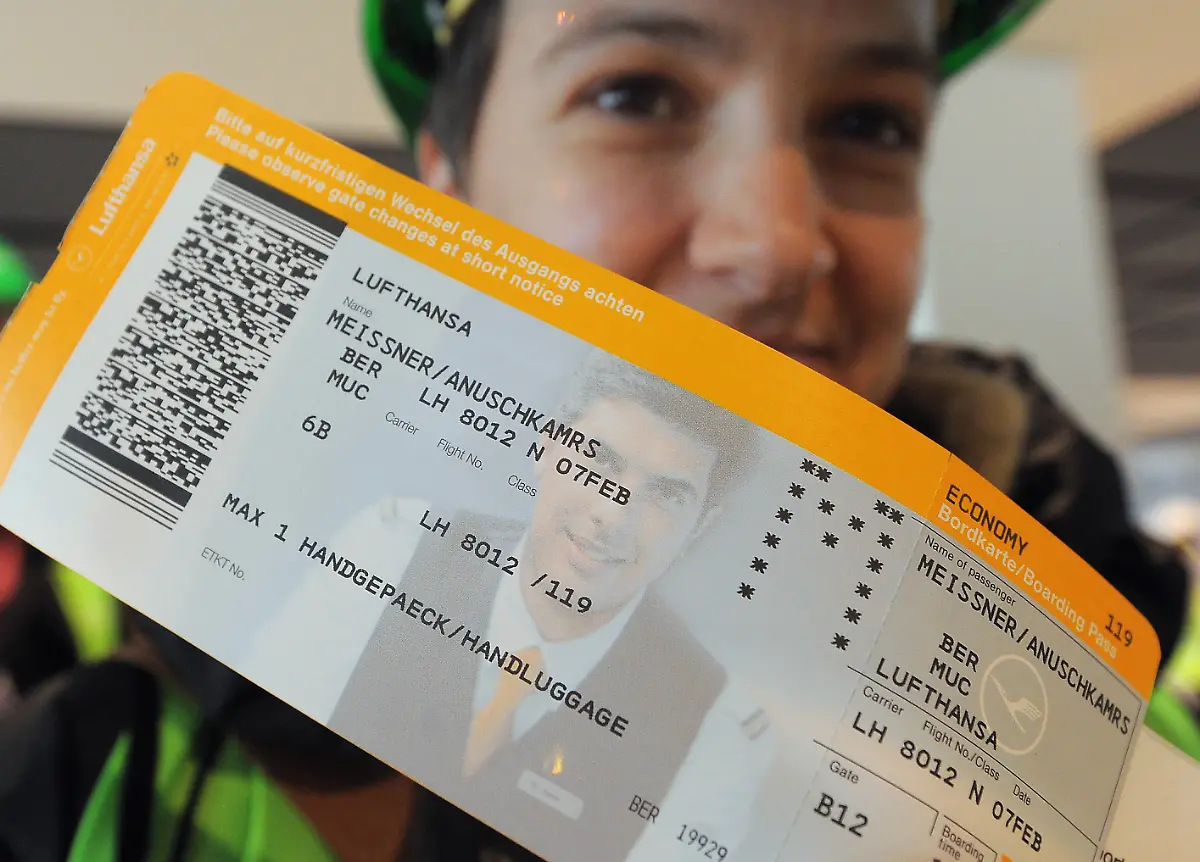 Lufthansa
Bitte auf kurzfristigen Wechsel des Ausgangs achten
Please observe gate changes at short notice
LUFTHANSA
Name
MEISSNER/ANUSCHKAMRS
BER LH 8012 N 07FEB
MUC
Carrier Flight No. Class
6B
LH 8012 /119
MAX 1 HANDGEPAECK/HANDLUGGAGE
ETKT No.
BER 19929
ECONOMY
Bordkarte/Boarding Pass
119
Name of passenger
MEISSNER/ANUSCHKAMRS
BER
MUC
LUFTHANSA
Carrier Flight No./Class Date
LH 8012 N 07FEB
Gate
B12
Boarding
time